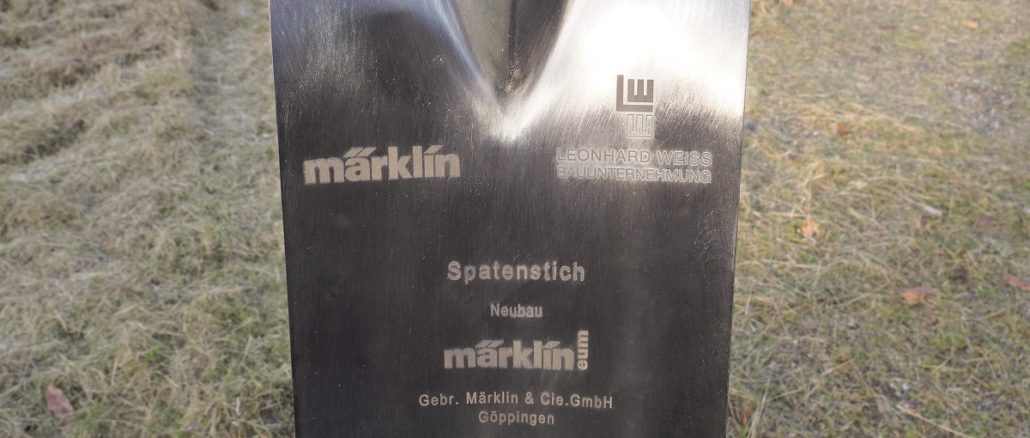 märklin
LEONHARD WEISS
BAUUNTERNEHMUNG
Spatenstich
Neubau
märklineum
Gebr. Märklin & Cie.GmbH
Göppingen